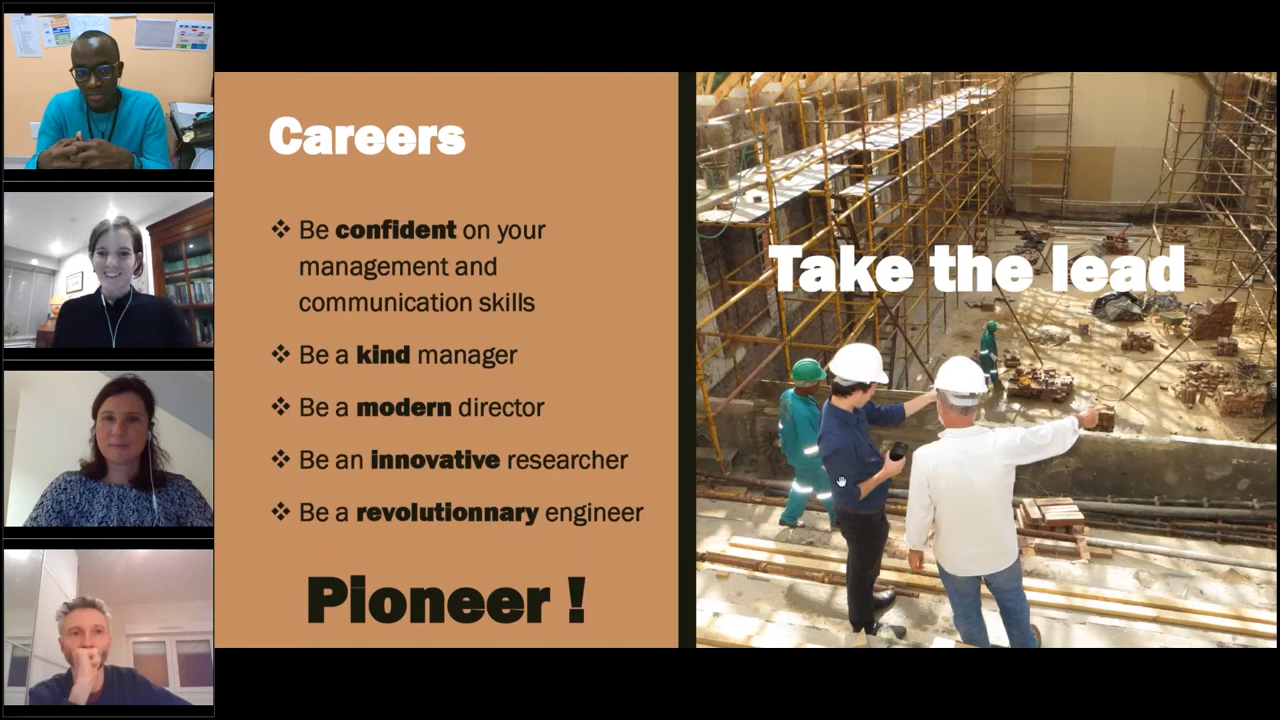 Careers
❖ Be confident on your
management and
communication skills
❖ Be a kind manager
❖ Be a modern director
❖ Be an innovative researcher
❖ Be a revolutionnary engineer
Pioneer !
Take the lead